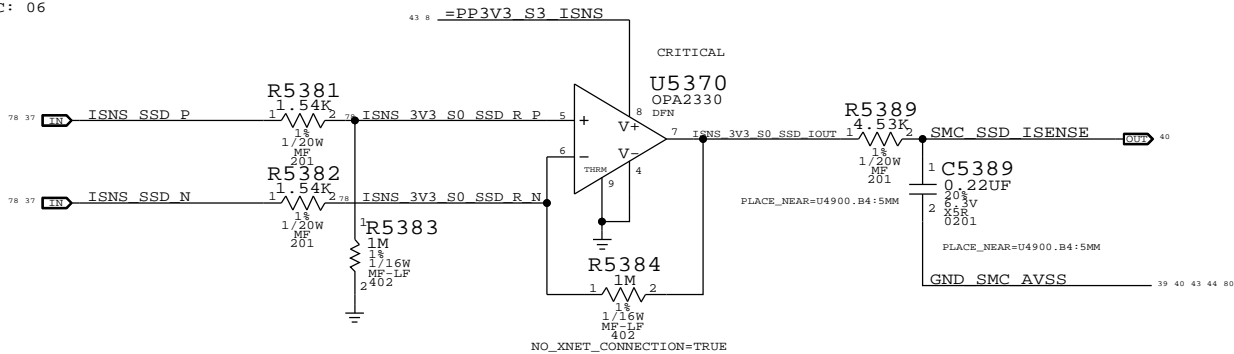 C: 06
43 8 =PP3V3_S3_ISNS
CRITICAL
U5370
OPA2330
DFN
R5381
1.54K
1 2
1%
1/20W
MF
201
78 37 IN ISNS_SSD_P
78 ISNS_3V3_S0_SSD_R_P 5
+
8
V+
7 ISNS_3V3_S0_SSD_IOUT
6
-
V-
THRM
4
9
R5389
4.53K
1 2
1%
1/20W
MF
201
SMC_SSD_ISENSE OUT 40
PLACE_NEAR=U4900.B4:5MM
1
C5389
0.22UF
20%
6.3V
X5R
0201
2
PLACE_NEAR=U4900.B4:5MM
GND_SMC_AVSS 39 40 43 44 80
R5382
1.54K
1 2
1%
1/20W
MF
201
78 37 IN ISNS_SSD_N
78 ISNS_3V3_S0_SSD_R_N
1
R5383
1M
1%
1/16W
MF-LF
402
2
R5384
1M
1 2
1%
1/16W
MF-LF
402
NO_XNET_CONNECTION=TRUE